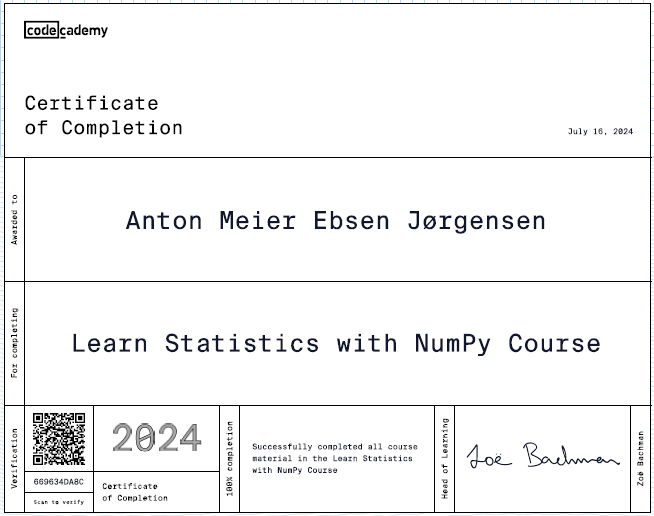 codecademy
Certificate
of Completion
July 16, 2024
Awarded to
Anton Meier Ebsen Jørgensen
For completing
Learn Statistics with NumPy Course
Verification
669634DA8C
Scan to verify
2024
Certificate
of Completion
100% completion
Successfully completed all course
material in the Learn Statistics
with NumPy Course
Head of Learning
Zoë Bachman
Zoë Bachman